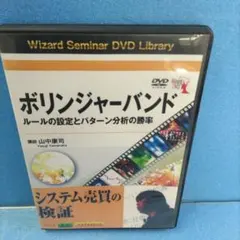 Wizard Seminar DVD Library
DVD
ボリンジャーバンド
ルールの設定とパターン分析の勝率
講師 山中康司
システム売買の
検証